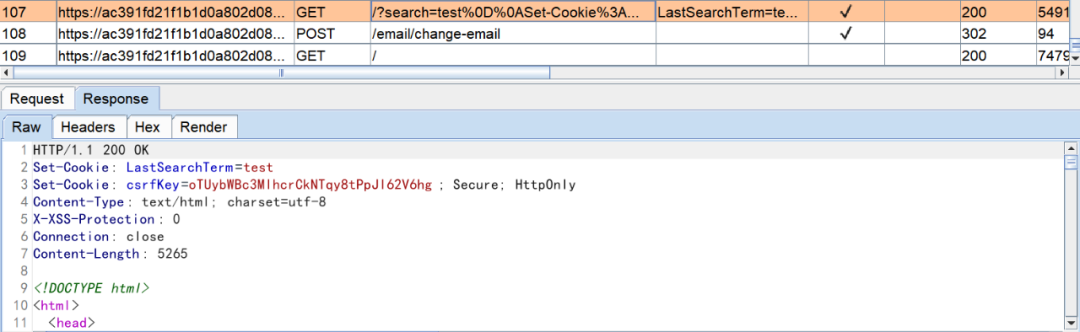 107 https://ac391fd21f1b1d0a802d08... GET /?search=test%0D%0ASet-Cookie%3A... LastSearchTerm=te... ✓ 200 5491
108 https://ac391fd21f1b1d0a802d08... POST /email/change-email ✓ 302 94
109 https://ac391fd21f1b1d0a802d08... GET / 200 7479
Request Response
Raw Headers Hex Render
1 HTTP/1.1 200 OK
2 Set-Cookie: LastSearchTerm=test
3 Set-Cookie: csrfKey=oTUybWBc3MlhcrCkNTqy8tPpJl62V6hg ; Secure; HttpOnly
4 Content-Type: text/html; charset=utf-8
5 X-XSS-Protection: 0
6 Connection: close
7 Content-Length: 5265
8
9 <!DOCTYPE html>
10 <html>
11 <head>